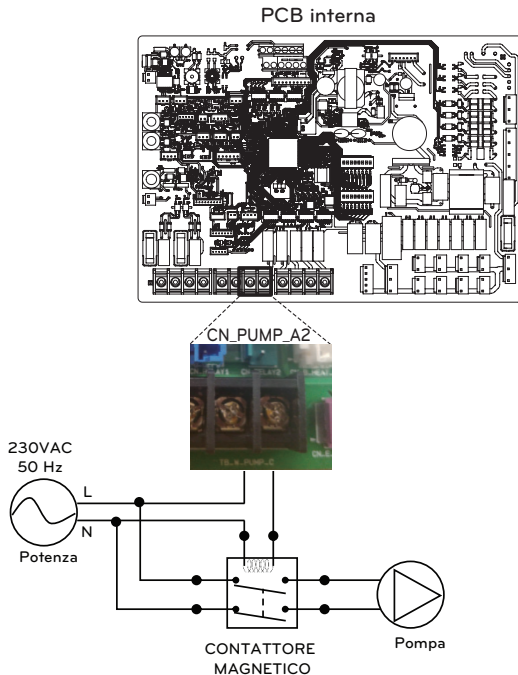 PCB interna
CN_PUMP_A2
230VAC
50 Hz
L
N
Potenza
CONTATTORE
MAGNETICO
Pompa